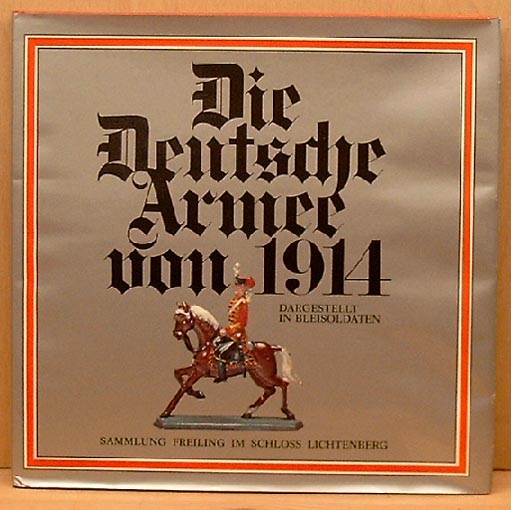 Die
Deutsche
Armee
von 1914
DARGESTELLT
IN BLEISOLDATEN
SAMMLUNG FREILING IM SCHLOSS LICHTENBERG